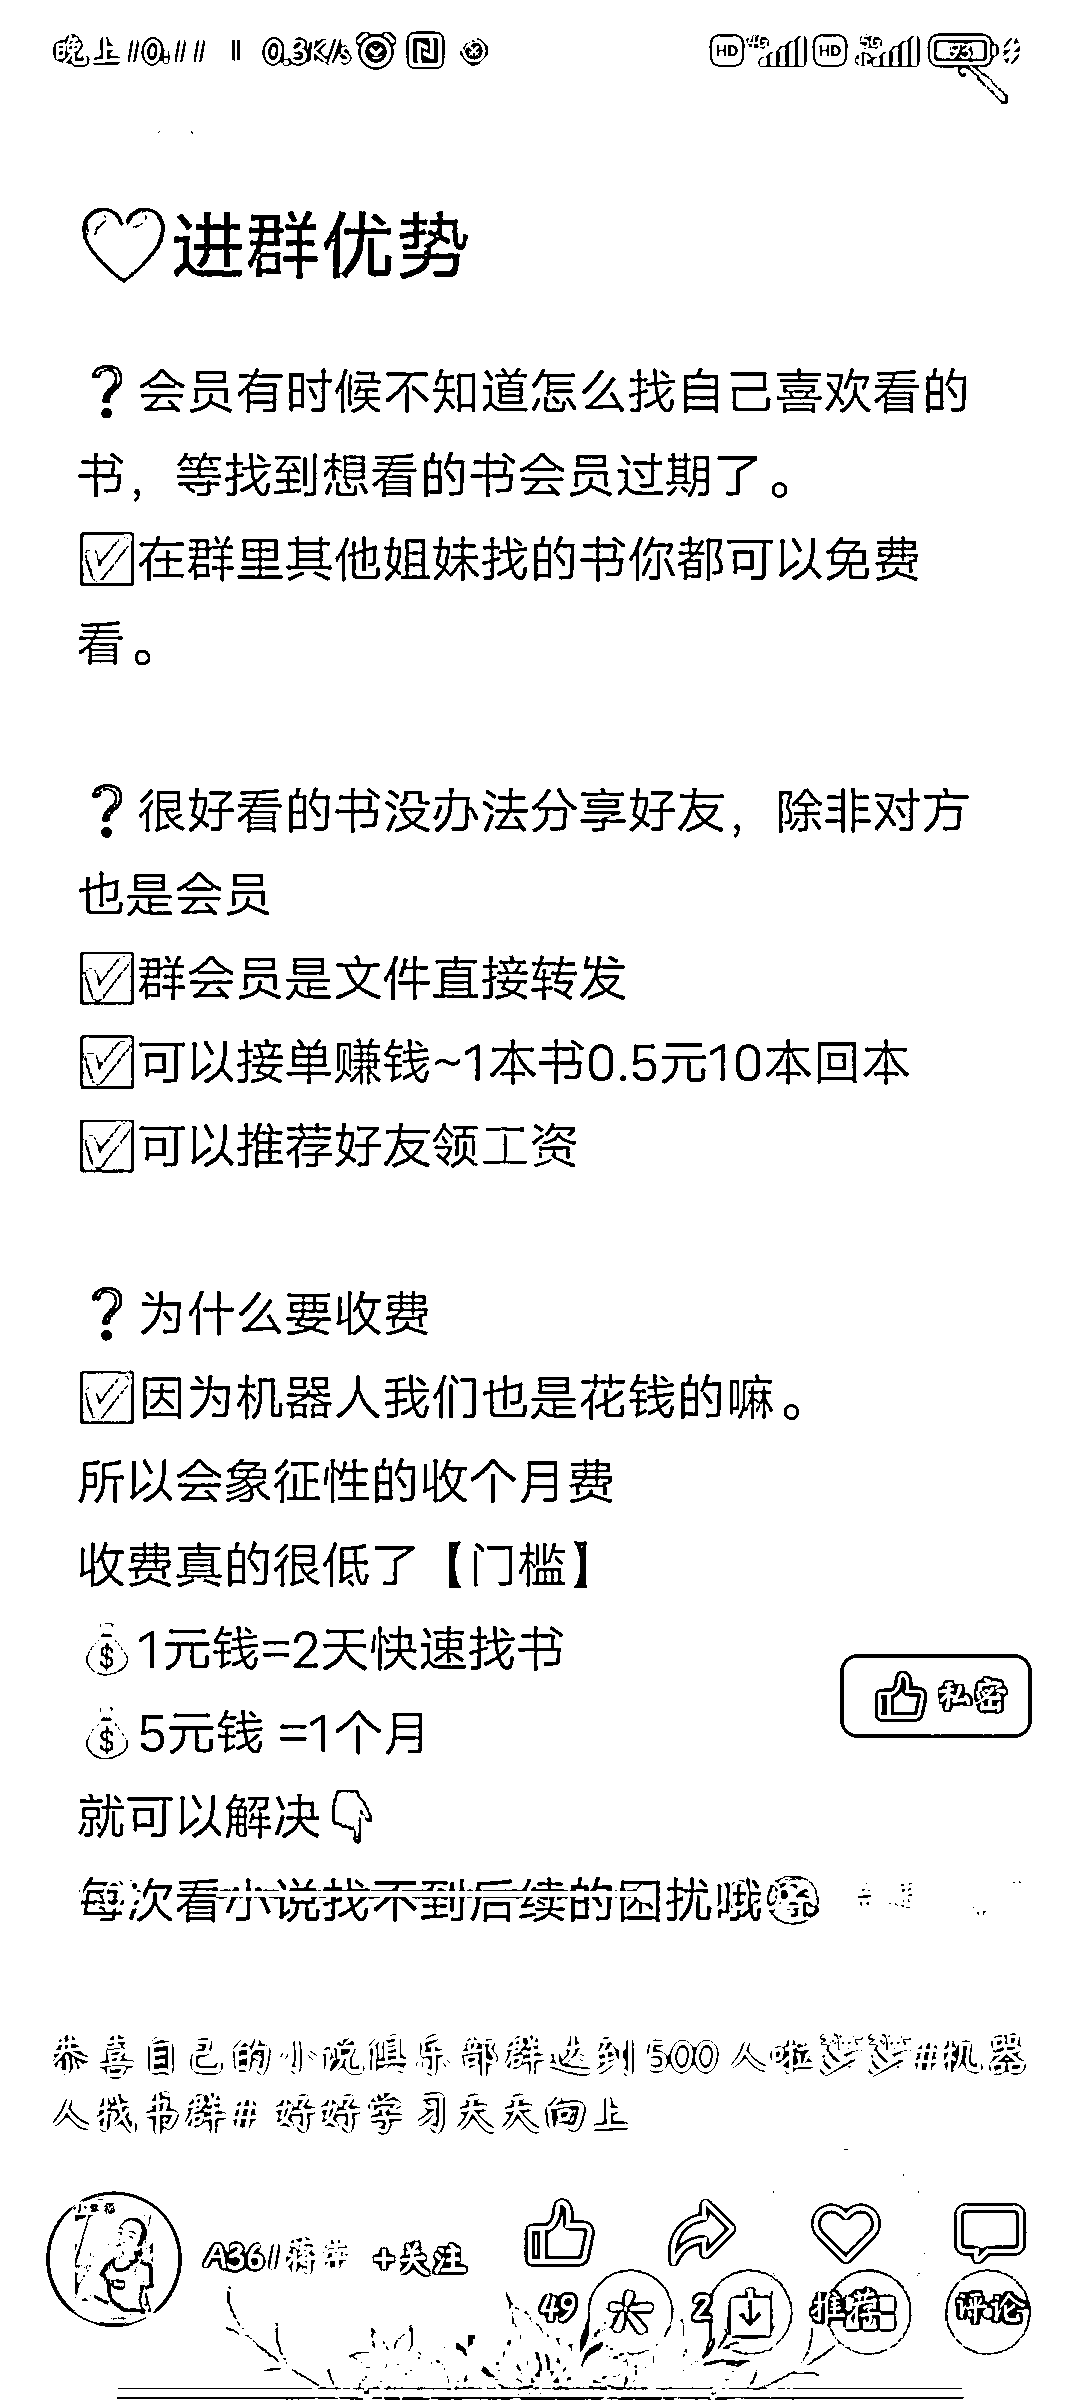 晚上10:11 0.3K/s
HD 4G HD 5G 93
♡进群优势
❓会员有时候不知道怎么找自己喜欢看的
书，等找到想看的书会员过期了。
☑在群里其他姐妹找的书你都可以免费
看。
❓很好看的书没办法分享好友，除非对方
也是会员
☑群会员是文件直接转发
☑可以接单赚钱~1本书0.5元10本回本
☑可以推荐好友领工资
❓为什么要收费
☑因为机器人我们也是花钱的嘛。
所以会象征性的收个月费
收费真的很低了【门槛】
💰1元钱=2天快速找书
私密
💰5元钱 =1个月
就可以解决👇
每次看小说找不到后续的困扰哦
恭喜自己的小说俱乐部群达到500人啦🎉🎉#机器
人找书群# 好好学习天天向上
A36 +关注
49 2 推荐 评论